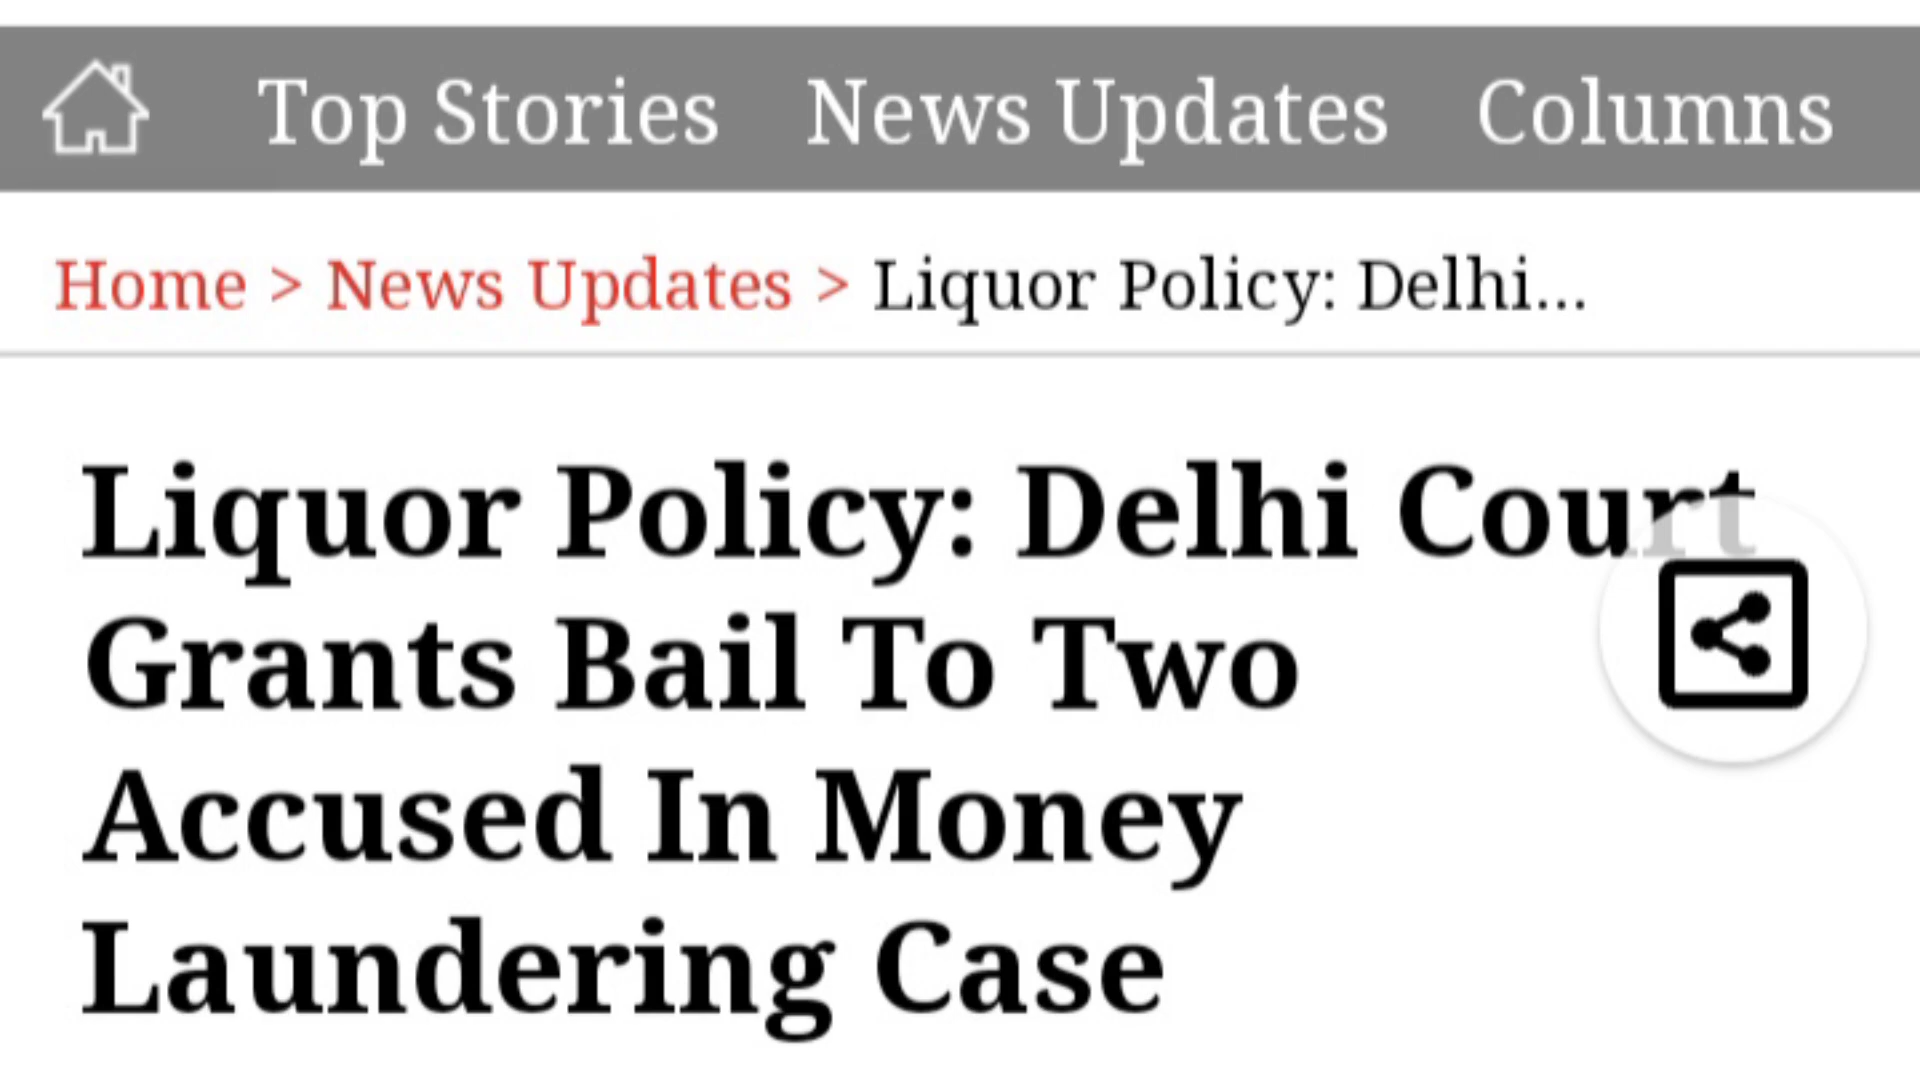 Top Stories News Updates Columns
Home > News Updates > Liquor Policy: Delhi...
Liquor Policy: Delhi Court
Grants Bail To Two
Accused In Money
Laundering Case